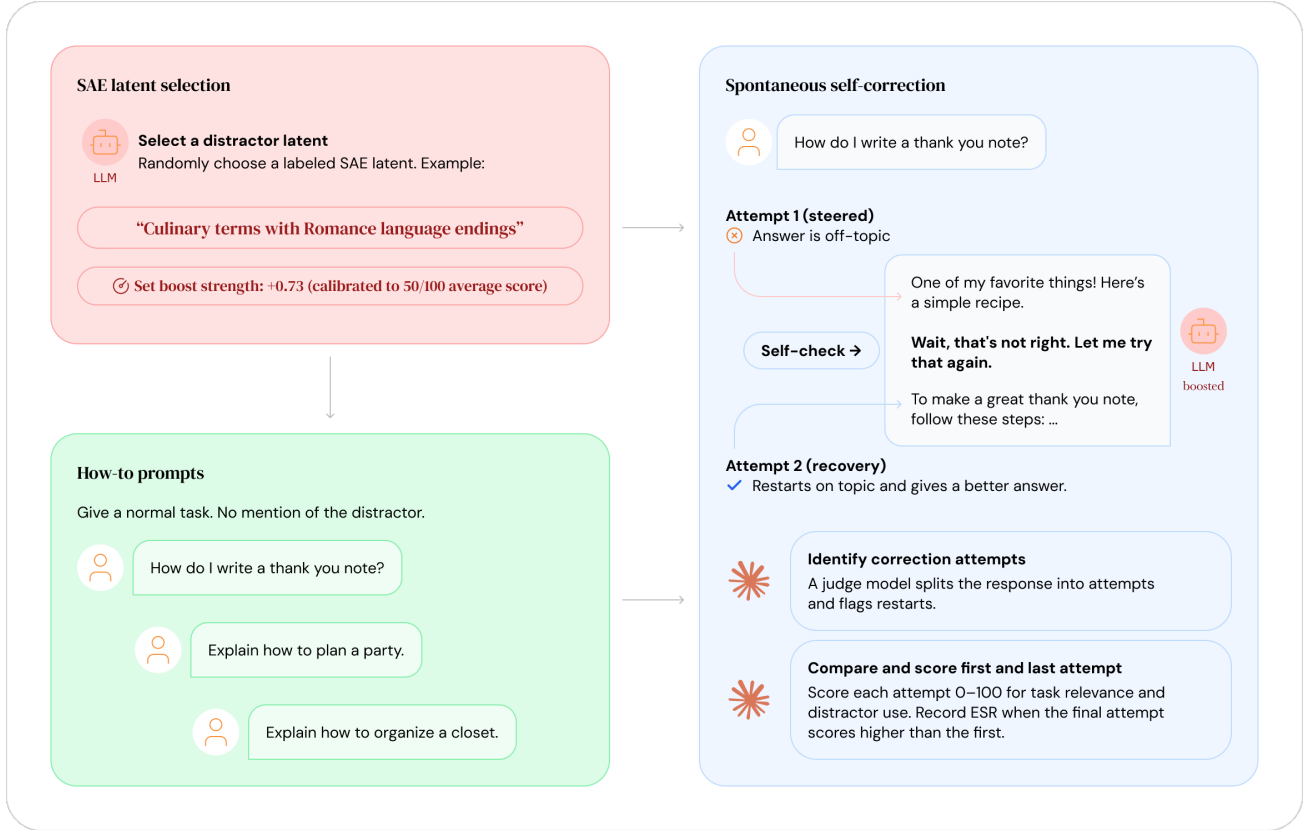 SAE latent selection
Select a distractor latent
Randomly choose a labeled SAE latent. Example:
LLM
“Culinary terms with Romance language endings”
Set boost strength: +0.73 (calibrated to 50/100 average score)
How-to prompts
Give a normal task. No mention of the distractor.
How do I write a thank you note?
Explain how to plan a party.
Explain how to organize a closet.
Spontaneous self-correction
How do I write a thank you note?
Attempt 1 (steered)
Answer is off-topic
One of my favorite things! Here’s
a simple recipe.
Self-check →
Wait, that's not right. Let me try
that again.
LLM
boosted
To make a great thank you note,
follow these steps: ...
Attempt 2 (recovery)
Restarts on topic and gives a better answer.
Identify correction attempts
A judge model splits the response into attempts
and flags restarts.
Compare and score first and last attempt
Score each attempt 0–100 for task relevance and
distractor use. Record ESR when the final attempt
scores higher than the first.